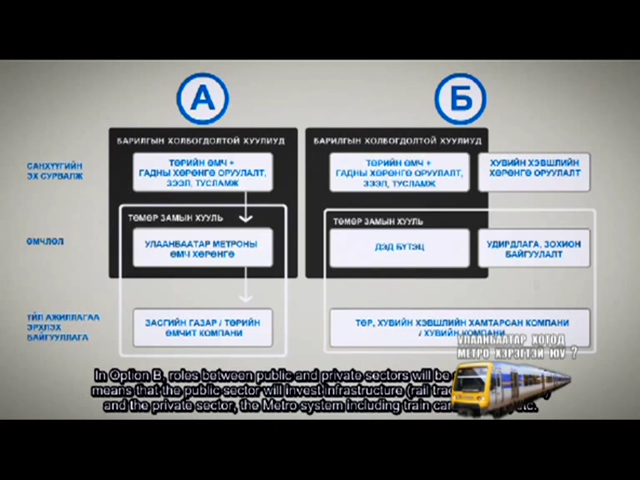 А
Б
БАРИЛГЫН ХОЛБОГДОЛТОЙ ХУУЛИУД
БАРИЛГЫН ХОЛБОГДОЛТОЙ ХУУЛИУД
САНХҮҮГИЙН
ЭХ СУРВАЛЖ
ТӨРИЙН ӨМЧ +
ГАДНЫ ХӨРӨНГӨ ОРУУЛАЛТ,
ЗЭЭЛ, ТУСЛАМЖ
ТӨРИЙН ӨМЧ +
ГАДНЫ ХӨРӨНГӨ ОРУУЛАЛТ,
ЗЭЭЛ, ТУСЛАМЖ
ХУВИЙН ХЭВШЛИЙН
ХӨРӨНГӨ ОРУУЛАЛТ
ТӨМӨР ЗАМЫН ХУУЛЬ
ТӨМӨР ЗАМЫН ХУУЛЬ
ӨМЧЛӨЛ
УЛААНБААТАР МЕТРОНЫ
ӨМЧ ХӨРӨНГӨ
ДЭД БҮТЭЦ
УДИРДЛАГА, ЗОХИОН
БАЙГУУЛАЛТ
ҮЙЛ АЖИЛЛАГАА
ЭРХЛЭХ
БАЙГУУЛЛАГА
ЗАСГИЙН ГАЗАР / ТӨРИЙН
ӨМЧИТ КОМПАНИ
ТӨР, ХУВИЙН ХЭВШЛИЙН ХАМТАРСАН КОМПАНИ
/ ХУВИЙН КОМПАНИ
УЛААНБААТАР ХОТОД
МЕТРО ХЭРЭГТЭЙ ЮУ ?
In Option B, roles between public and private sectors will be
means that the public sector will invest infrastructure (rail
and the private sector, the Metro system including train etc.